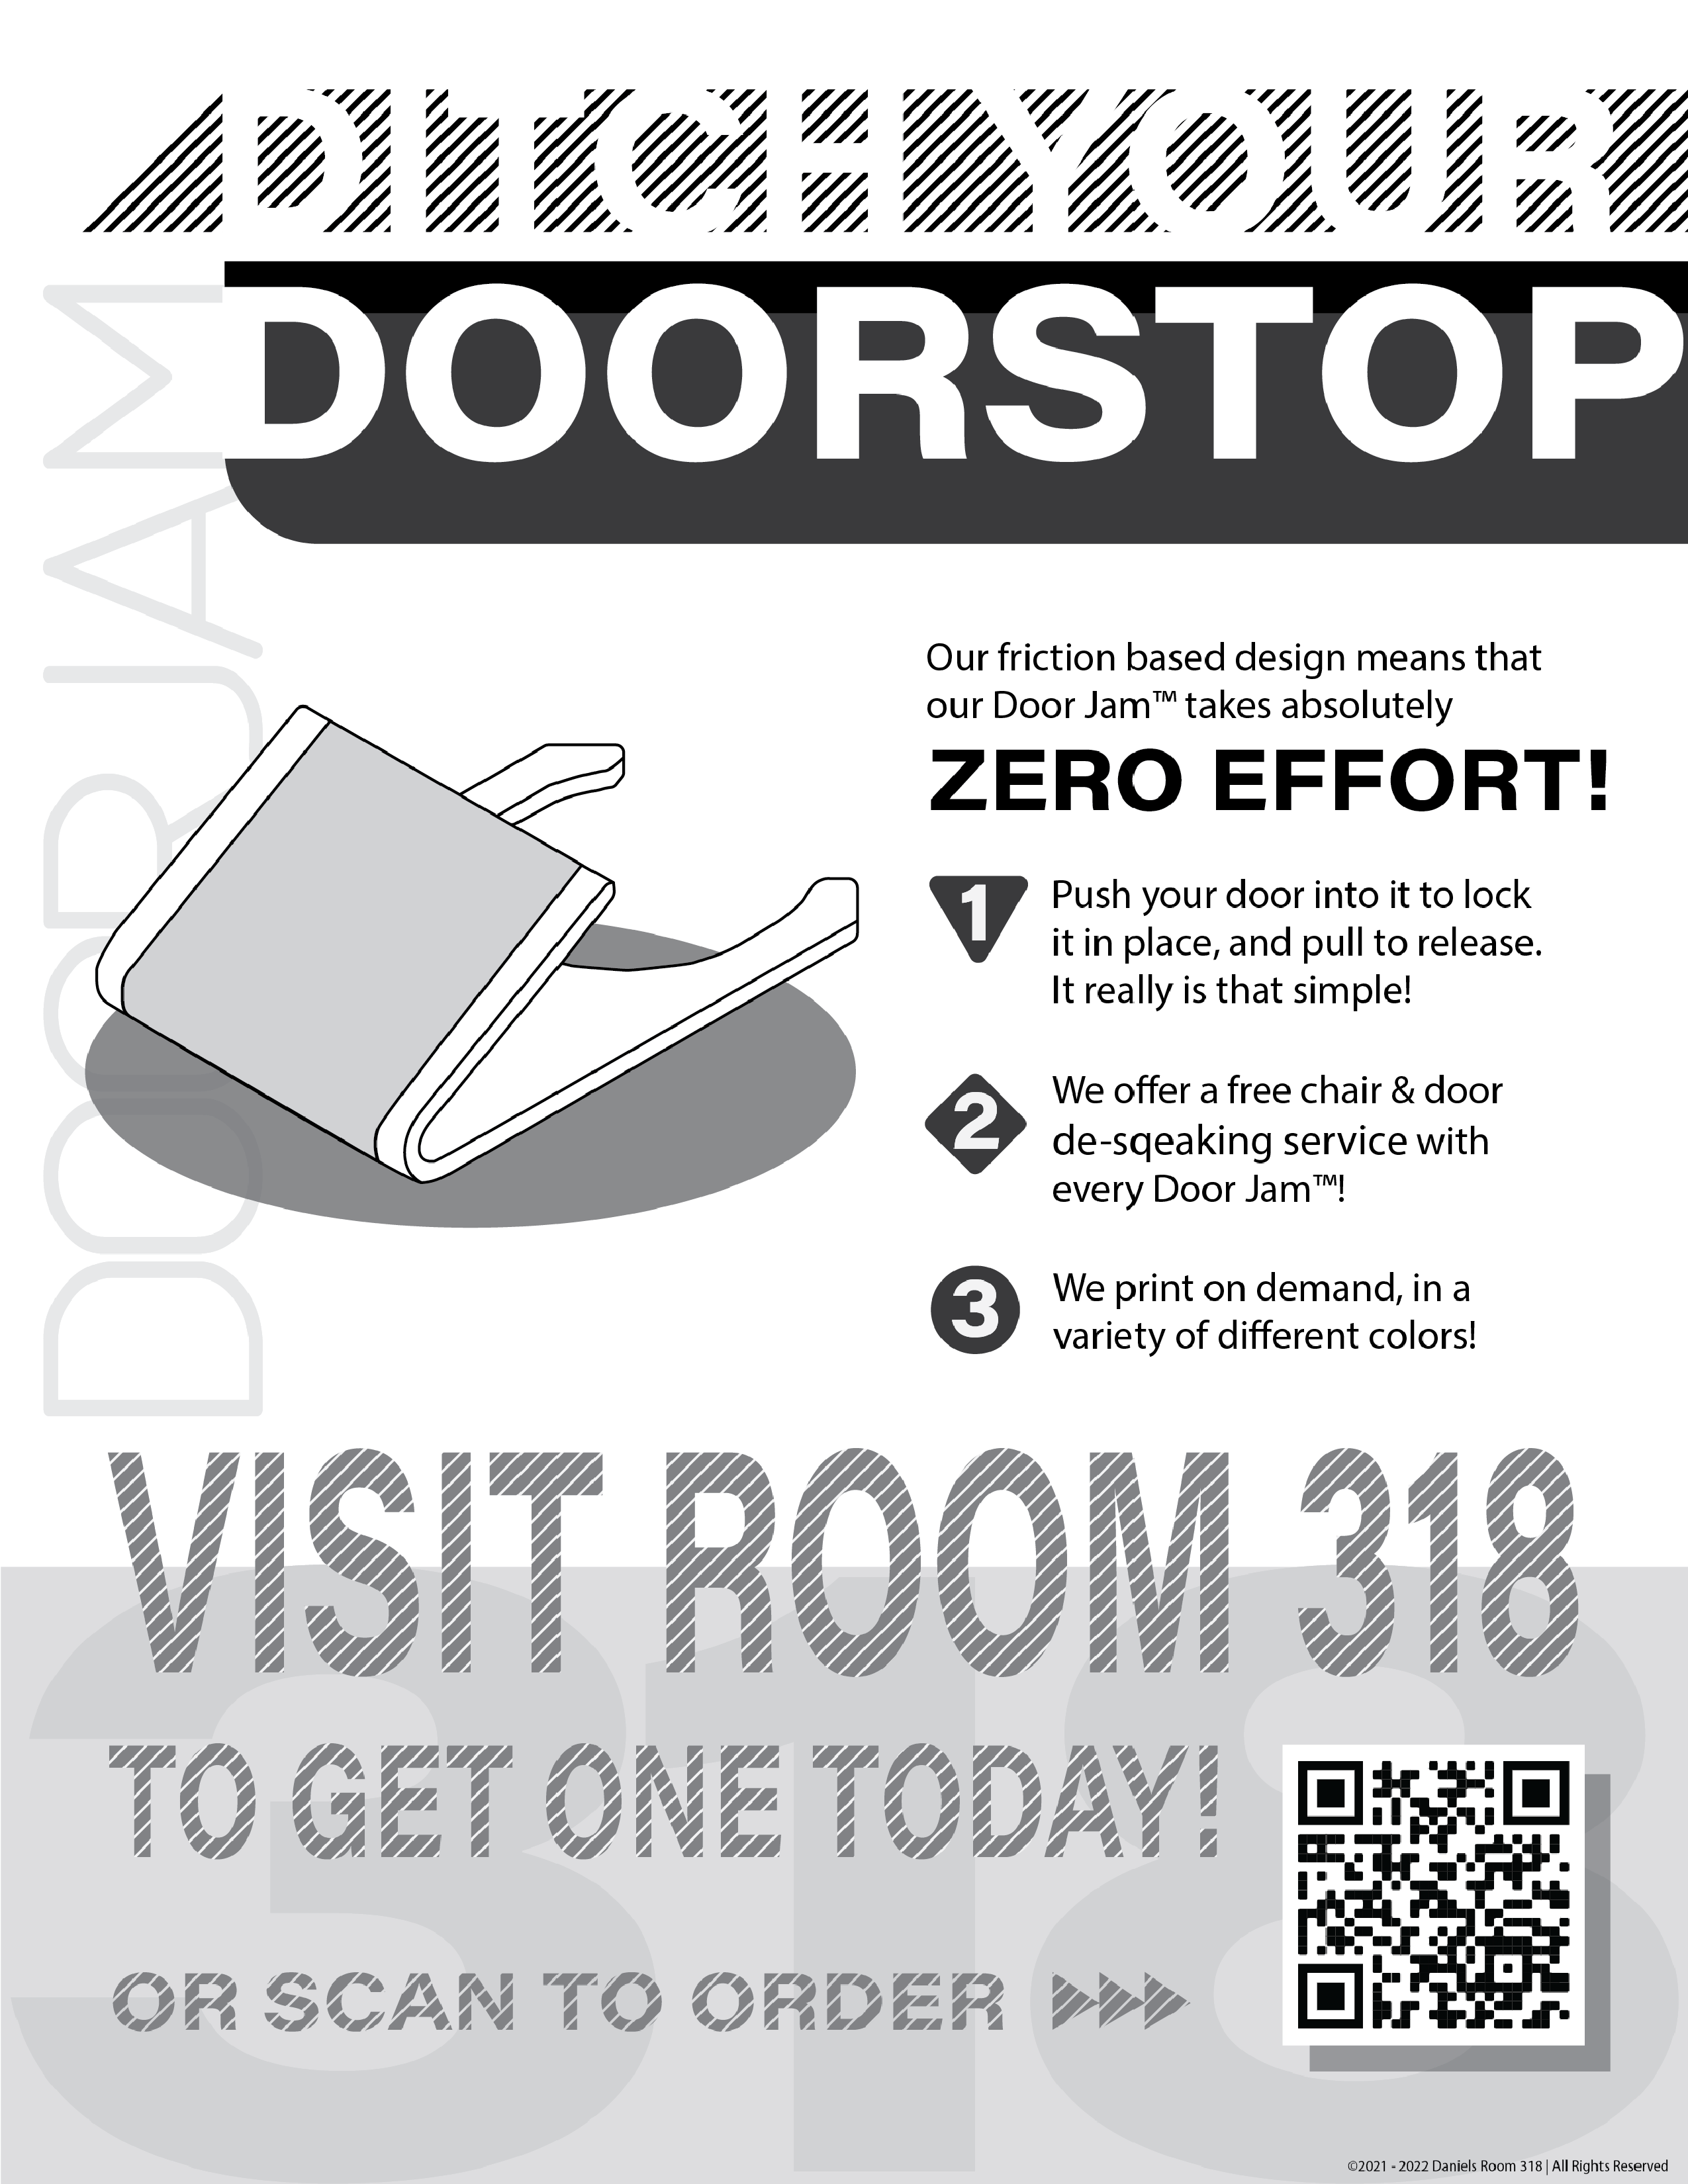 DITCH YOUR
DOORSTOP
DOOR JAM
Our friction based design means that
our Door Jam™ takes absolutely
ZERO EFFORT!
1
Push your door into it to lock
it in place, and pull to release.
It really is that simple!
2
We offer a free chair & door
de-sqeaking service with
every Door Jam™!
3
We print on demand, in a
variety of different colors!
VISIT ROOM 318
TO GET ONE TODAY!
OR SCAN TO ORDER
318
©2021 - 2022 Daniels Room 318 | All Rights Reserved